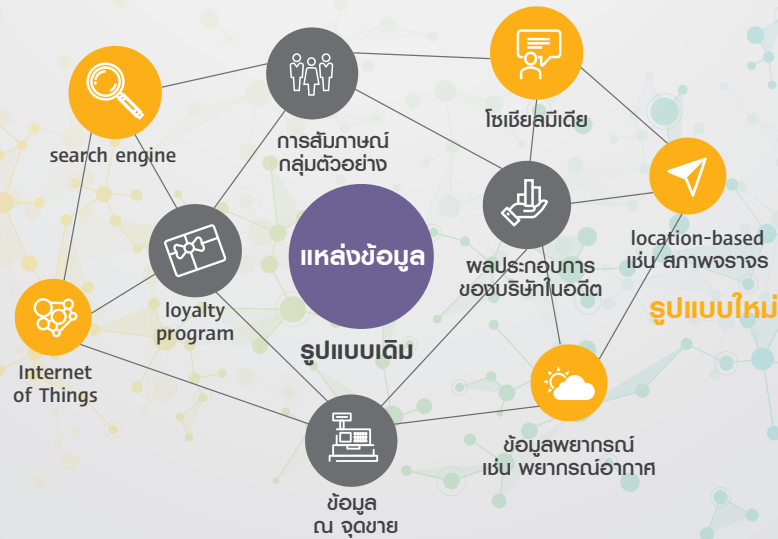 search engine
การสัมภาษณ์
กลุ่มตัวอย่าง
โซเชียลมีเดีย
location-based
เช่น สภาพจราจร
รูปแบบใหม่
แหล่งข้อมูล
รูปแบบเดิม
ผลประกอบการ
ของบริษัทในอดีต
loyalty
program
Internet
of Things
ข้อมูล
ณ จุดขาย
ข้อมูลพยากรณ์
เช่น พยากรณ์อากาศ